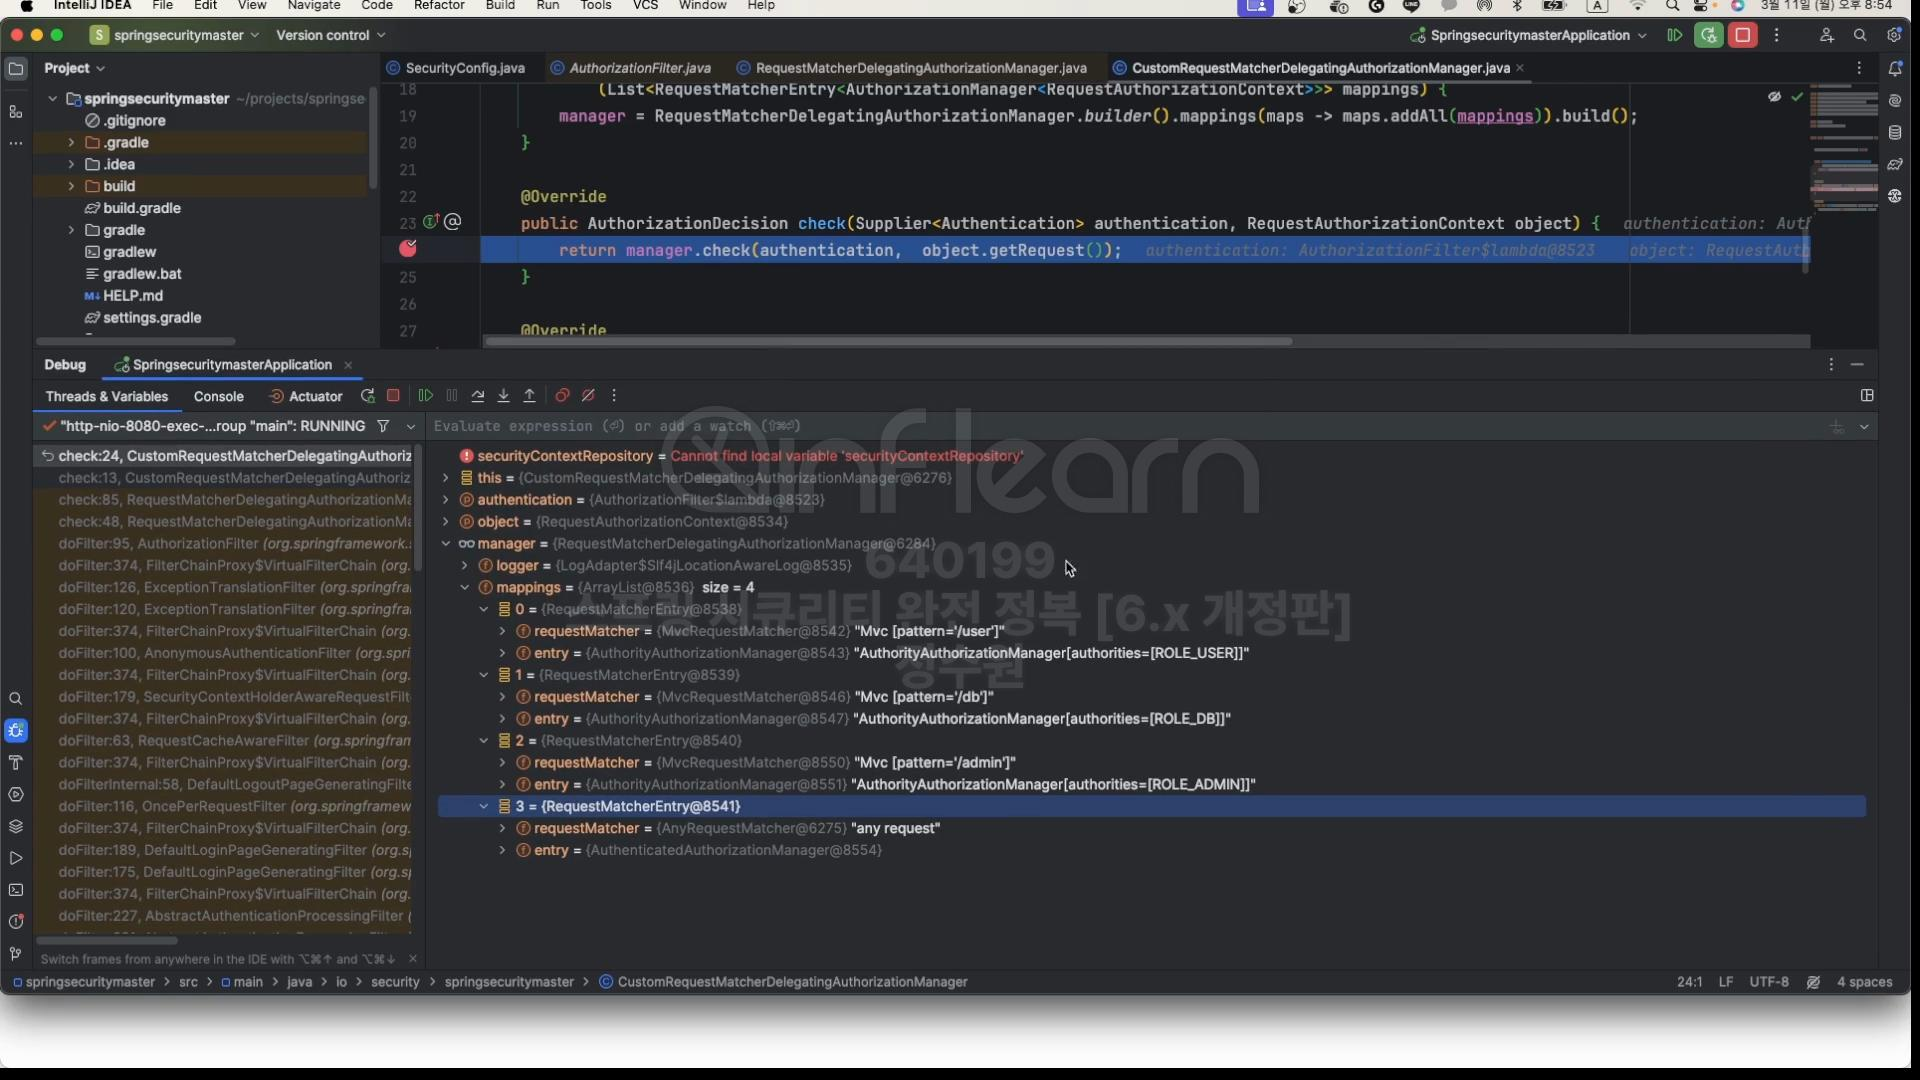 IntelliJ IDEA File Edit View Navigate Code Refactor Build Run Tools VCS Window Help A 3월 11일 (월) 오후 8:54
S springsecuritymaster Version control SpringsecuritymasterApplication
Project
springsecuritymaster ~/projects/springse
.gitignore
.gradle
.idea
build
build.gradle
gradle
gradlew
gradlew.bat
HELP.md
settings.gradle
SecurityConfig.java AuthorizationFilter.java RequestMatcherDelegatingAuthorizationManager.java CustomRequestMatcherDelegatingAuthorizationManager.java
18 (List<RequestMatcherEntry<AuthorizationManager<RequestAuthorizationContext>>> mappings) {
19 manager = RequestMatcherDelegatingAuthorizationManager.builder().mappings(maps -> maps.addAll(mappings)).build();
20 }
21
22 @Override
23 public AuthorizationDecision check(Supplier<Authentication> authentication, RequestAuthorizationContext object) { authentication: Aut
return manager.check(authentication, object.getRequest()); authentication: AuthorizationFilter$lambda@8523 object: RequestAuth
25 }
26
27 @Override
Debug SpringsecuritymasterApplication
Threads & Variables Console Actuator
"http-nio-8080-exec-...roup "main": RUNNING
check:24, CustomRequestMatcherDelegatingAuthoriz
check:13, CustomRequestMatcherDelegatingAuthoriz
check:85, RequestMatcherDelegatingAuthorizationMa
check:48, RequestMatcherDelegatingAuthorizationMa
doFilter:95, AuthorizationFilter (org.springframework.
doFilter:374, FilterChainProxy$VirtualFilterChain (org.
doFilter:126, ExceptionTranslationFilter (org.springfra
doFilter:120, ExceptionTranslationFilter (org.springfra
doFilter:374, FilterChainProxy$VirtualFilterChain (org.
doFilter:100, AnonymousAuthenticationFilter (org.spri
doFilter:374, FilterChainProxy$VirtualFilterChain (org.
doFilter:179, SecurityContextHolderAwareRequestFilt
doFilter:374, FilterChainProxy$VirtualFilterChain (org.
doFilter:63, RequestCacheAwareFilter (org.springfran
doFilter:374, FilterChainProxy$VirtualFilterChain (org.
doFilterInternal:58, DefaultLogoutPageGeneratingFilte
doFilter:116, OncePerRequestFilter (org.springframew
doFilter:374, FilterChainProxy$VirtualFilterChain (org.
doFilter:189, DefaultLoginPageGeneratingFilter (org.s
doFilter:175, DefaultLoginPageGeneratingFilter (org.s
doFilter:374, FilterChainProxy$VirtualFilterChain (org.
doFilter:227, AbstractAuthenticationProcessingFilter (
Switch frames from anywhere in the IDE with ⌥⌘↑ and ⌥⌘↓
Evaluate expression (⏎) or add a watch (⇧⌘⏎)
securityContextRepository = Cannot find local variable 'securityContextRepository'
this = {CustomRequestMatcherDelegatingAuthorizationManager@6276}
authentication = {AuthorizationFilter$lambda@8523}
object = {RequestAuthorizationContext@8534}
manager = {RequestMatcherDelegatingAuthorizationManager@6284}
logger = {LogAdapter$Slf4jLocationAwareLog@8535}
mappings = {ArrayList@8536} size = 4
0 = {RequestMatcherEntry@8538}
requestMatcher = {MvcRequestMatcher@8542} "Mvc [pattern='/user']"
entry = {AuthorityAuthorizationManager@8543} "AuthorityAuthorizationManager[authorities=[ROLE_USER]]"
1 = {RequestMatcherEntry@8539}
requestMatcher = {MvcRequestMatcher@8546} "Mvc [pattern='/db']"
entry = {AuthorityAuthorizationManager@8547} "AuthorityAuthorizationManager[authorities=[ROLE_DB]]"
2 = {RequestMatcherEntry@8540}
requestMatcher = {MvcRequestMatcher@8550} "Mvc [pattern='/admin']"
entry = {AuthorityAuthorizationManager@8551} "AuthorityAuthorizationManager[authorities=[ROLE_ADMIN]]"
3 = {RequestMatcherEntry@8541}
requestMatcher = {AnyRequestMatcher@6275} "any request"
entry = {AuthenticatedAuthorizationManager@8554}
inflearn
640199
스프링 시큐리티 완전 정복 [6.x 개정판]
정수원
springsecuritymaster > src > main > java > io > security > springsecuritymaster > CustomRequestMatcherDelegatingAuthorizationManager 24:1 LF UTF-8 4 spaces